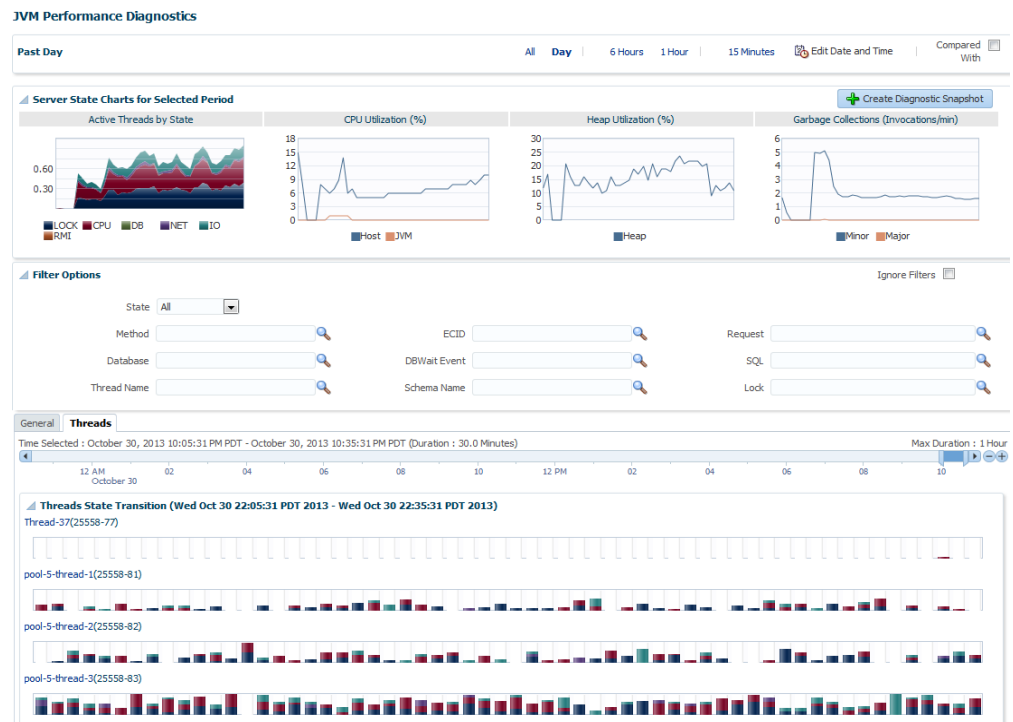 JVM Performance Diagnostics
Past Day
All Day 6 Hours 1 Hour 15 Minutes Edit Date and Time Compared With
Server State Charts for Selected Period
Create Diagnostic Snapshot
Active Threads by State
0.60
0.30
LOCK CPU DB NET IO
RMI
CPU Utilization (%)
18
15
12
9
6
3
0
Host JVM
Heap Utilization (%)
30
25
20
15
10
5
0
Heap
Garbage Collections (Invocations/min)
6
5
4
3
2
1
0
Minor Major
Filter Options
Ignore Filters
State All
Method ECID Request
Database DBWait Event SQL
Thread Name Schema Name Lock
General Threads
Time Selected : October 30, 2013 10:05:31 PM PDT - October 30, 2013 10:35:31 PM PDT (Duration : 30.0 Minutes) Max Duration : 1 Hour
12 AM 02 04 06 08 10 12 PM 02 04 06 08 10
October 30
Threads State Transition (Wed Oct 30 22:05:31 PDT 2013 - Wed Oct 30 22:35:31 PDT 2013)
Thread-37(25558-77)
pool-5-thread-1(25558-81)
pool-5-thread-2(25558-82)
pool-5-thread-3(25558-83)